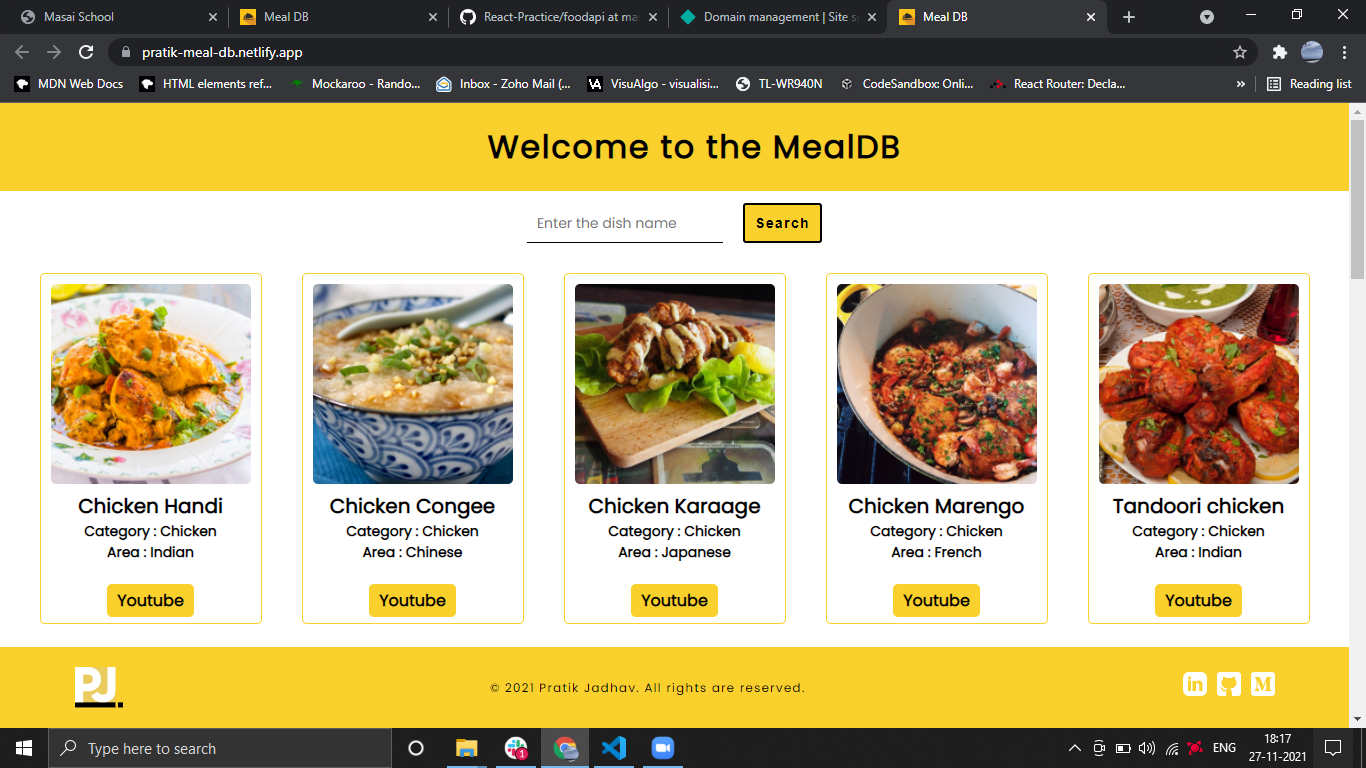 Masai School
Meal DB
React-Practice/foodapi at ma
Domain management | Site s
Meal DB
pratik-meal-db.netlify.app
MDN Web Docs
HTML elements ref...
Mockaroo - Rando...
Inbox - Zoho Mail (...
VisuAlgo - visualisi...
TL-WR940N
CodeSandbox: Onli...
React Router: Decla...
»
Reading list
Welcome to the MealDB
Enter the dish name
Search
Chicken Handi
Category : Chicken
Area : Indian
Youtube
Chicken Congee
Category : Chicken
Area : Chinese
Youtube
Chicken Karaage
Category : Chicken
Area : Japanese
Youtube
Chicken Marengo
Category : Chicken
Area : French
Youtube
Tandoori chicken
Category : Chicken
Area : Indian
Youtube
PJ.
© 2021 Pratik Jadhav. All rights are reserved.
in
M
Type here to search
1
ENG
18:17
27-11-2021